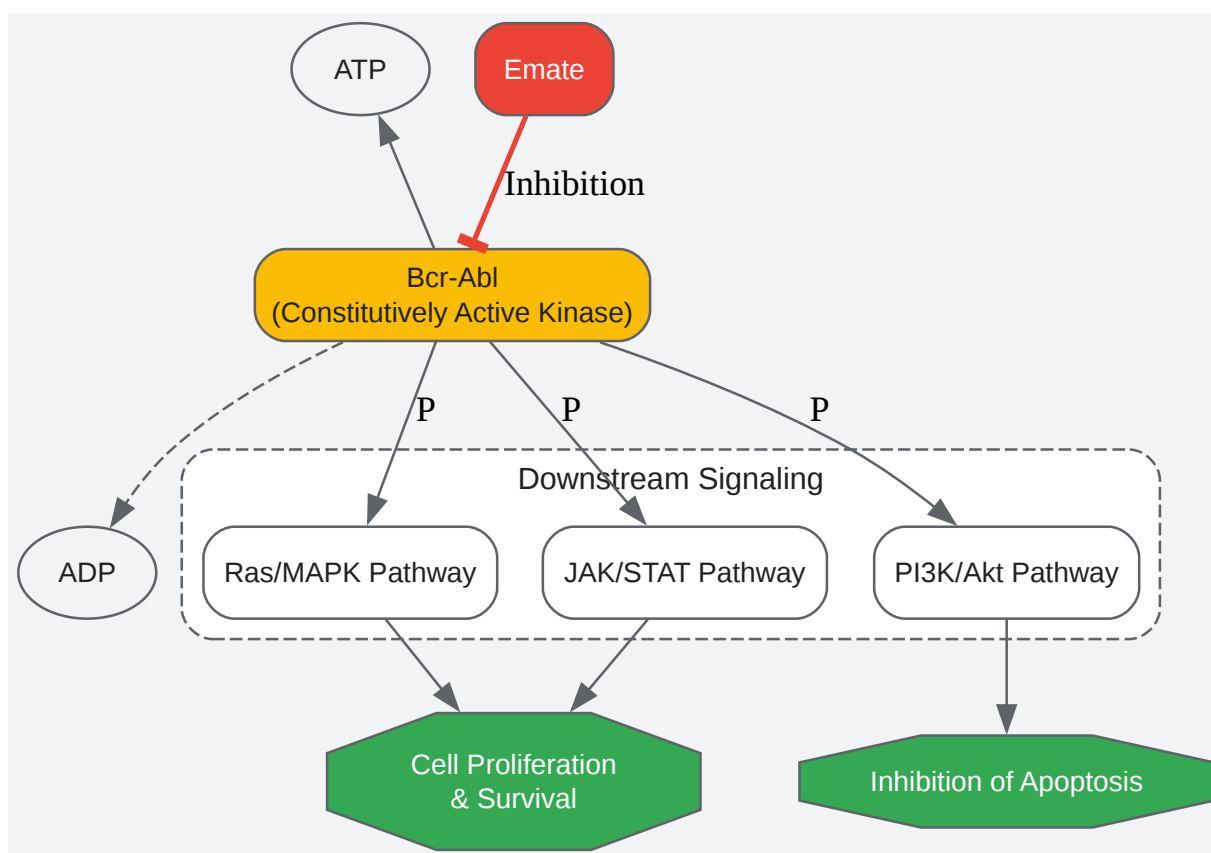 ATP
Emate
Inhibition
Bcr-Abl
(Constitutively Active Kinase)
P
P
P
Downstream Signaling
ADP
Ras/MAPK Pathway
JAK/STAT Pathway
PI3K/Akt Pathway
Cell Proliferation
& Survival
Inhibition of Apoptosis